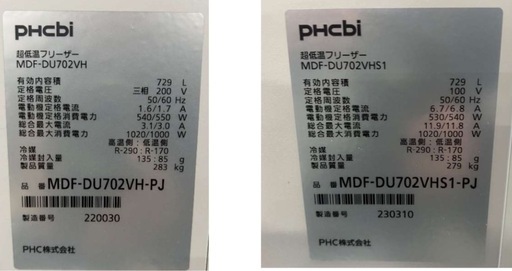 PHCbi
超低温フリーザー
MDF-DU702VH
有効内容積 729 L
定格電圧 三相 200 V
定格周波数 50/60 Hz
電動機定格電流 1.6/1.7 A
電動機定格消費電力 540/550 W
総合最大電流 3.1/3.0 A
総合最大消費電力 1020/1000 W
高温側 : 低温側
冷媒 R-290 : R-170
冷媒封入量 135 : 85 g
製品質量 283 kg
品 番 MDF-DU702VH-PJ
製造番号 220030
PHC株式会社
PHCbi
超低温フリーザー
MDF-DU702VHS1
有効内容積 729 L
定格電圧 100 V
定格周波数 50/60 Hz
電動機定格電流 6.7/6.8 A
電動機定格消費電力 530/540 W
総合最大電流 11.9/11.8 A
総合最大消費電力 1020/1000 W
高温側 : 低温側
冷媒 R-290 : R-170
冷媒封入量 135 : 85 g
製品質量 279 kg
品 番 MDF-DU702VHS1-PJ
製造番号 230310
PHC株式会社